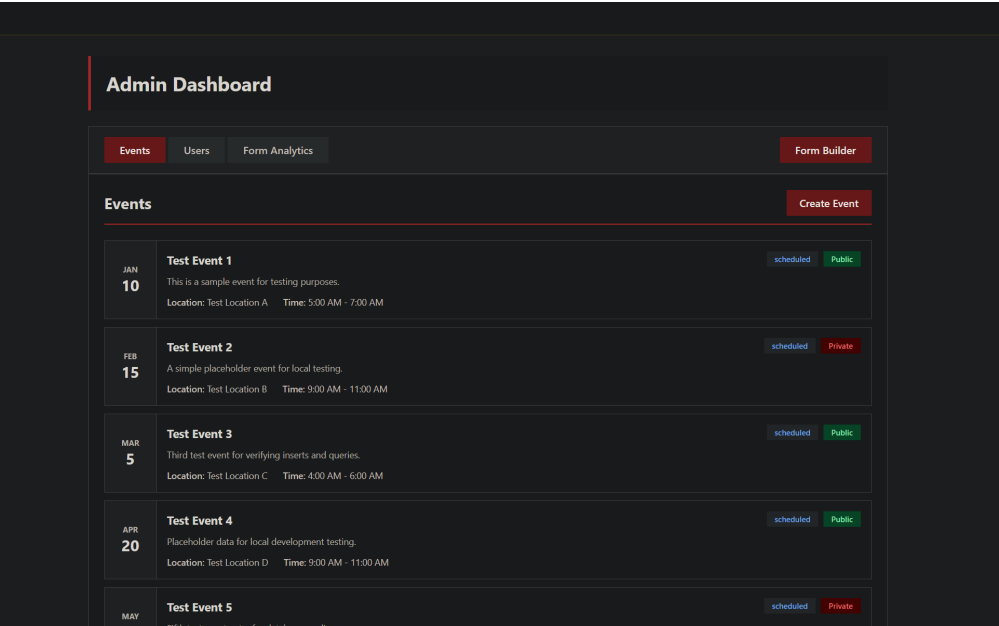 Admin Dashboard
Events Users Form Analytics Form Builder
Events Create Event
JAN
10
Test Event 1 scheduled Public
This is a sample event for testing purposes.
Location: Test Location A Time: 5:00 AM - 7:00 AM
FEB
15
Test Event 2 scheduled Private
A simple placeholder event for local testing.
Location: Test Location B Time: 9:00 AM - 11:00 AM
MAR
5
Test Event 3 scheduled Public
Third test event for verifying inserts and queries.
Location: Test Location C Time: 4:00 AM - 6:00 AM
APR
20
Test Event 4 scheduled Public
Placeholder data for local development testing.
Location: Test Location D Time: 9:00 AM - 11:00 AM
MAY
Test Event 5 scheduled Private